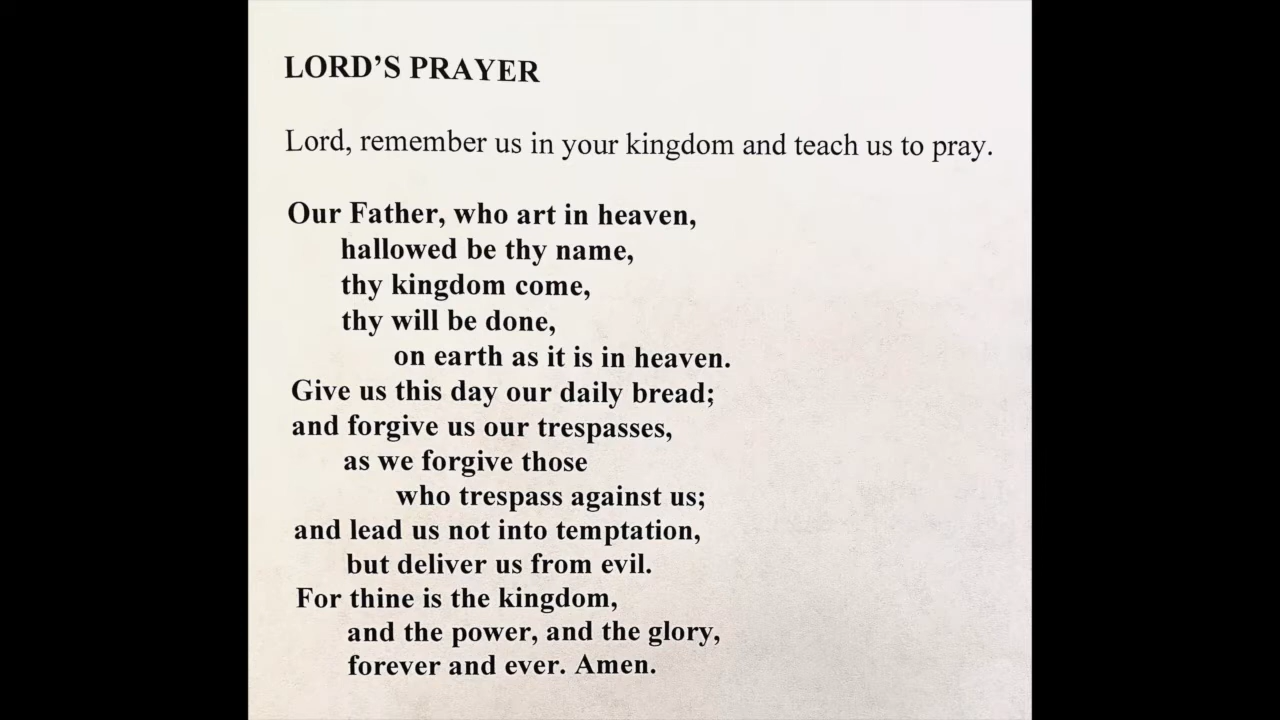 LORD’S PRAYER
Lord, remember us in your kingdom and teach us to pray.
Our Father, who art in heaven,
hallowed be thy name,
thy kingdom come,
thy will be done,
on earth as it is in heaven.
Give us this day our daily bread;
and forgive us our trespasses,
as we forgive those
who trespass against us;
and lead us not into temptation,
but deliver us from evil.
For thine is the kingdom,
and the power, and the glory,
forever and ever. Amen.